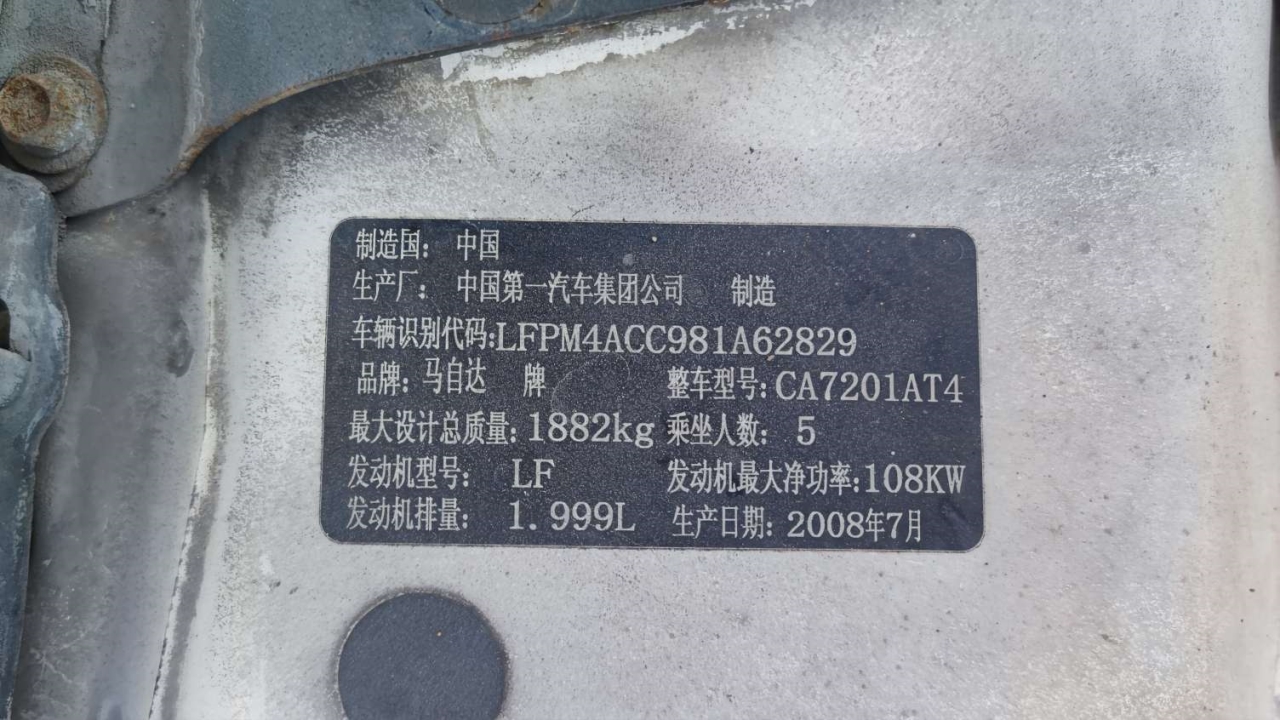 制造国： 中国
生产厂： 中国第一汽车集团公司 制造
车辆识别代码:LFPM4ACC981A62829
品牌: 马自达 牌 整车型号: CA7201AT4
最大设计总质量: 1882kg 乘坐人数: 5
发动机型号: LF 发动机最大净功率:108KW
发动机排量: 1.999L 生产日期: 2008年7月